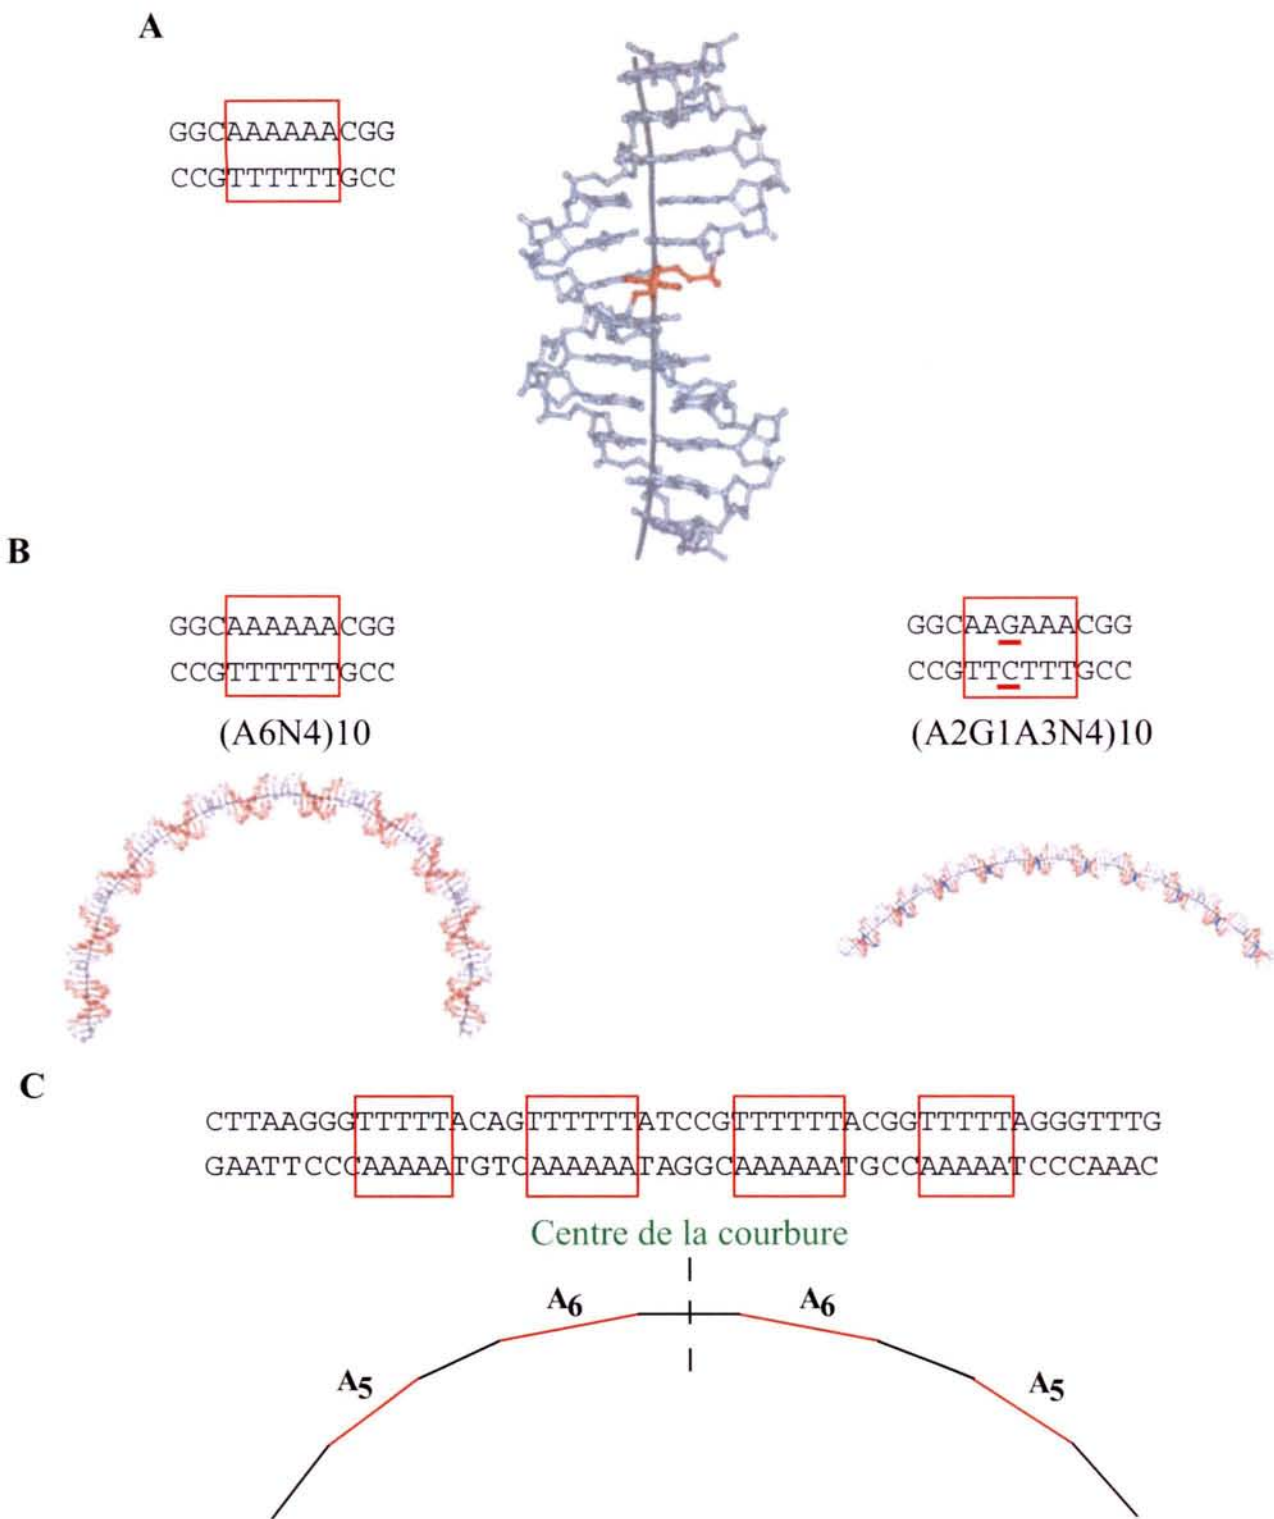 A
GGCAAAAAACGG
CCGTTTTTTGCC
B
GGCAAAAAACGG
CCGTTTTTTGCC
(A6N4)10
GGCAAGAAACGG
CCGTTCTTTGCC
(A2G1A3N4)10
C
CTTAAGGGTTTTTACAGTTTTTTATCCGTTTTTTACGGTTTTTAGGGTTTG
GAATTCCCAAAAATGTCAAAAAATAGGCAAAAAATGCCAAAAATCCCAAAC
Centre de la courbure
A6
A6
A5
A5